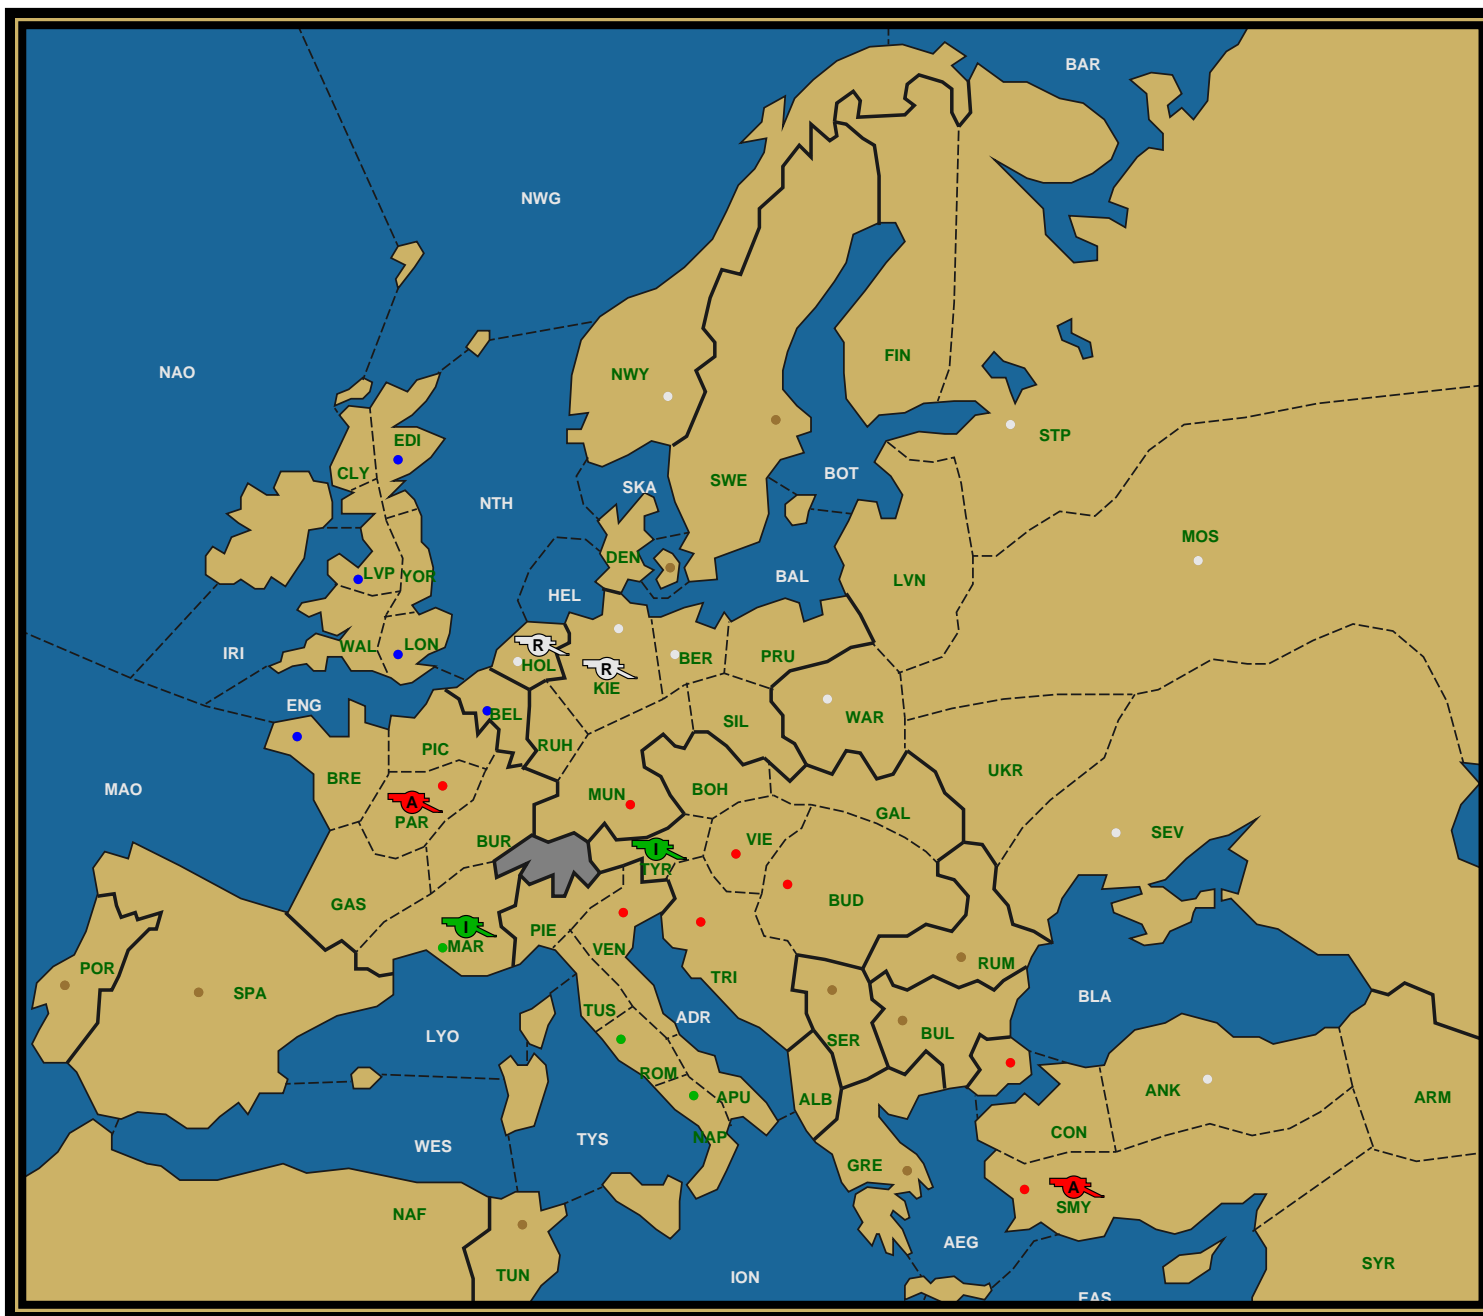 BAR
NWG
NAO
FIN
NWY
STP
EDI
CLY
SKA
SWE
BOT
NTH
MOS
DEN
LVP
YOR
BAL
LVN
HEL
IRI
WAL
LON
R
HOL
BER
PRU
R
KIE
ENG
BEL
WAR
SIL
PIC
RUH
UKR
BRE
MAO
MUN
BOH
A
PAR
GAL
SEV
BUR
VIE
I
TYR
GAS
BUD
I
MAR
PIE
VEN
POR
SPA
TRI
RUM
BLA
TUS
ADR
LYO
SER
BUL
ROM
ANK
ALB
APU
ARM
CON
NAP
WES
TYS
GRE
A
SMY
NAF
AEG
SYR
TUN
ION
EAS